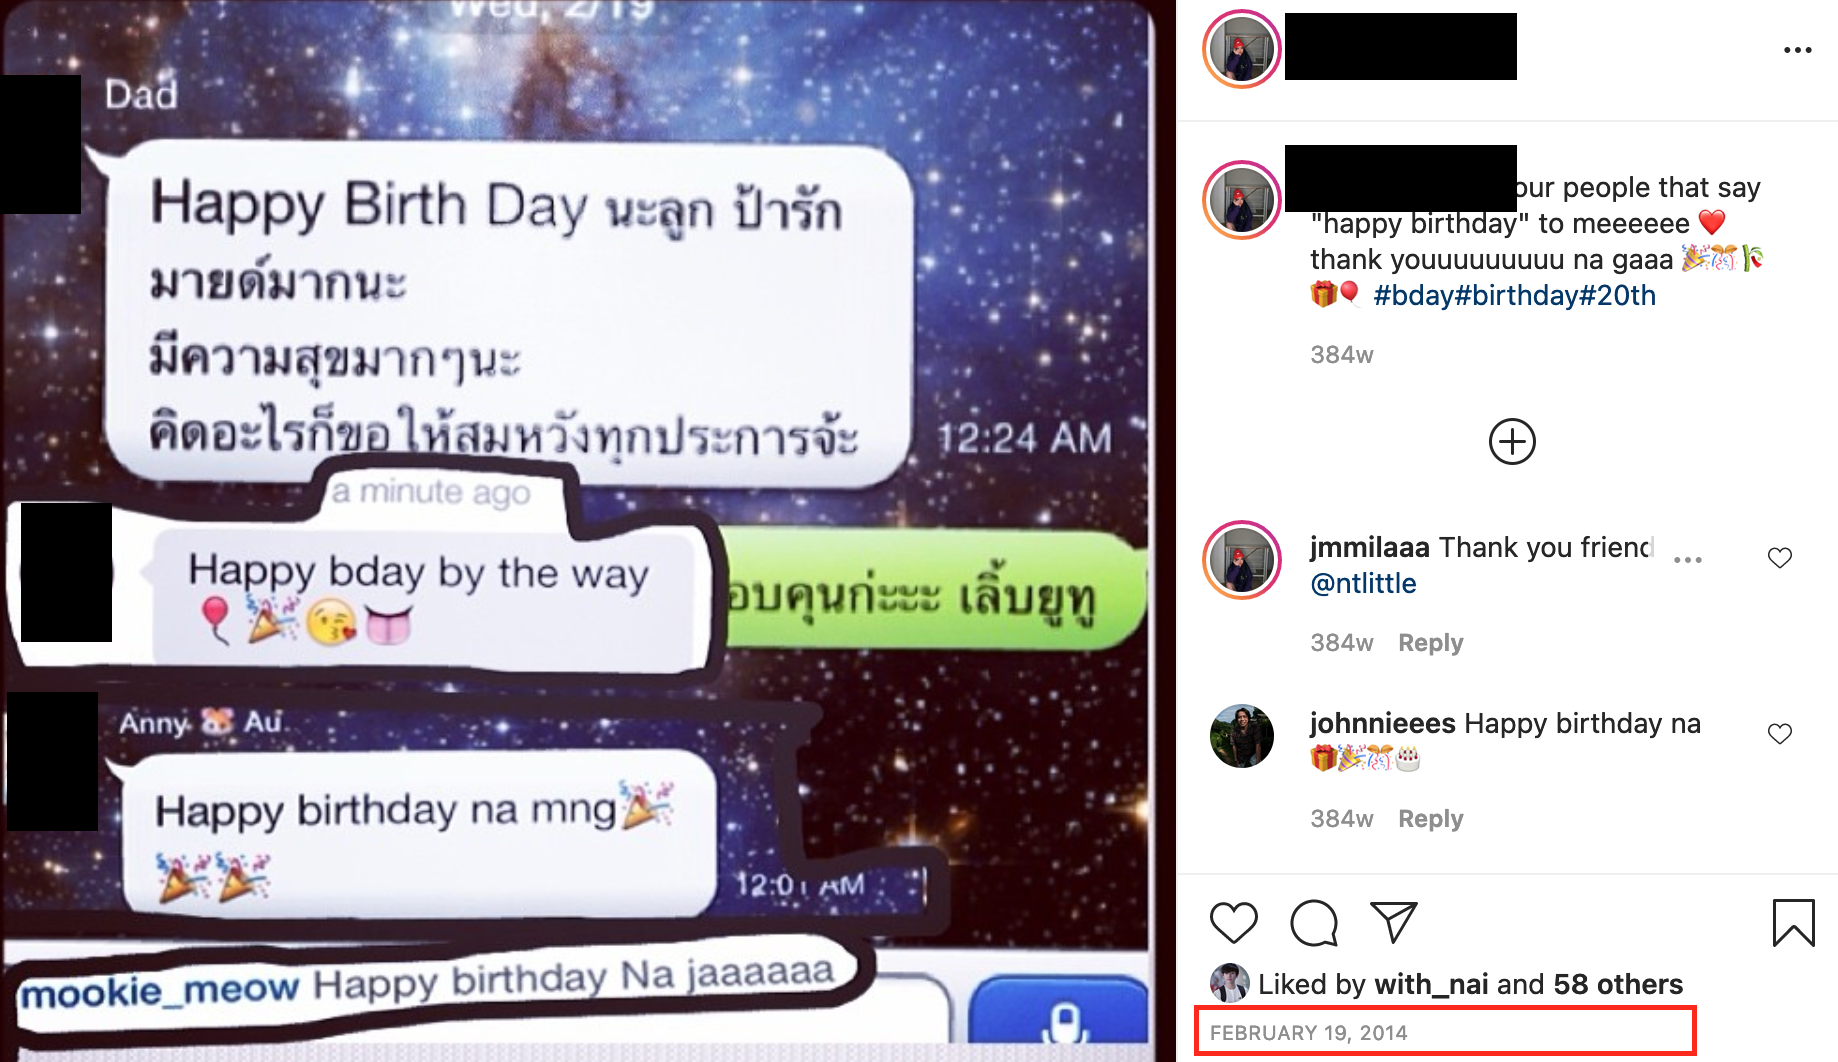 Wed, 2/19
Dad
Happy Birth Day นะลูก ป้ารัก
มายด์มากนะ
มีความสุขมากๆนะ
คิดอะไรก็ขอให้สมหวังทุกประการจ้ะ
12:24 AM
a minute ago
Happy bday by the way
🎈🎉😘👅
อบคุนก่ะะะ เลิ้บยูทู
Anny 🐹 Au
Happy birthday na mng🎉
🎉🎉
12:01 AM
mookie_meow Happy birthday Na jaaaaaa
our people that say
"happy birthday" to meeeeee ❤️
thank youuuuuuuuu na gaaa 🎉🎊🎋
🎁🎈 #bday#birthday#20th
384w
jmmilaaa Thank you friend
@ntlittle
384w Reply
johnnieees Happy birthday na
🎁🎉🎊🎂
384w Reply
Liked by with_nai and 58 others
FEBRUARY 19, 2014